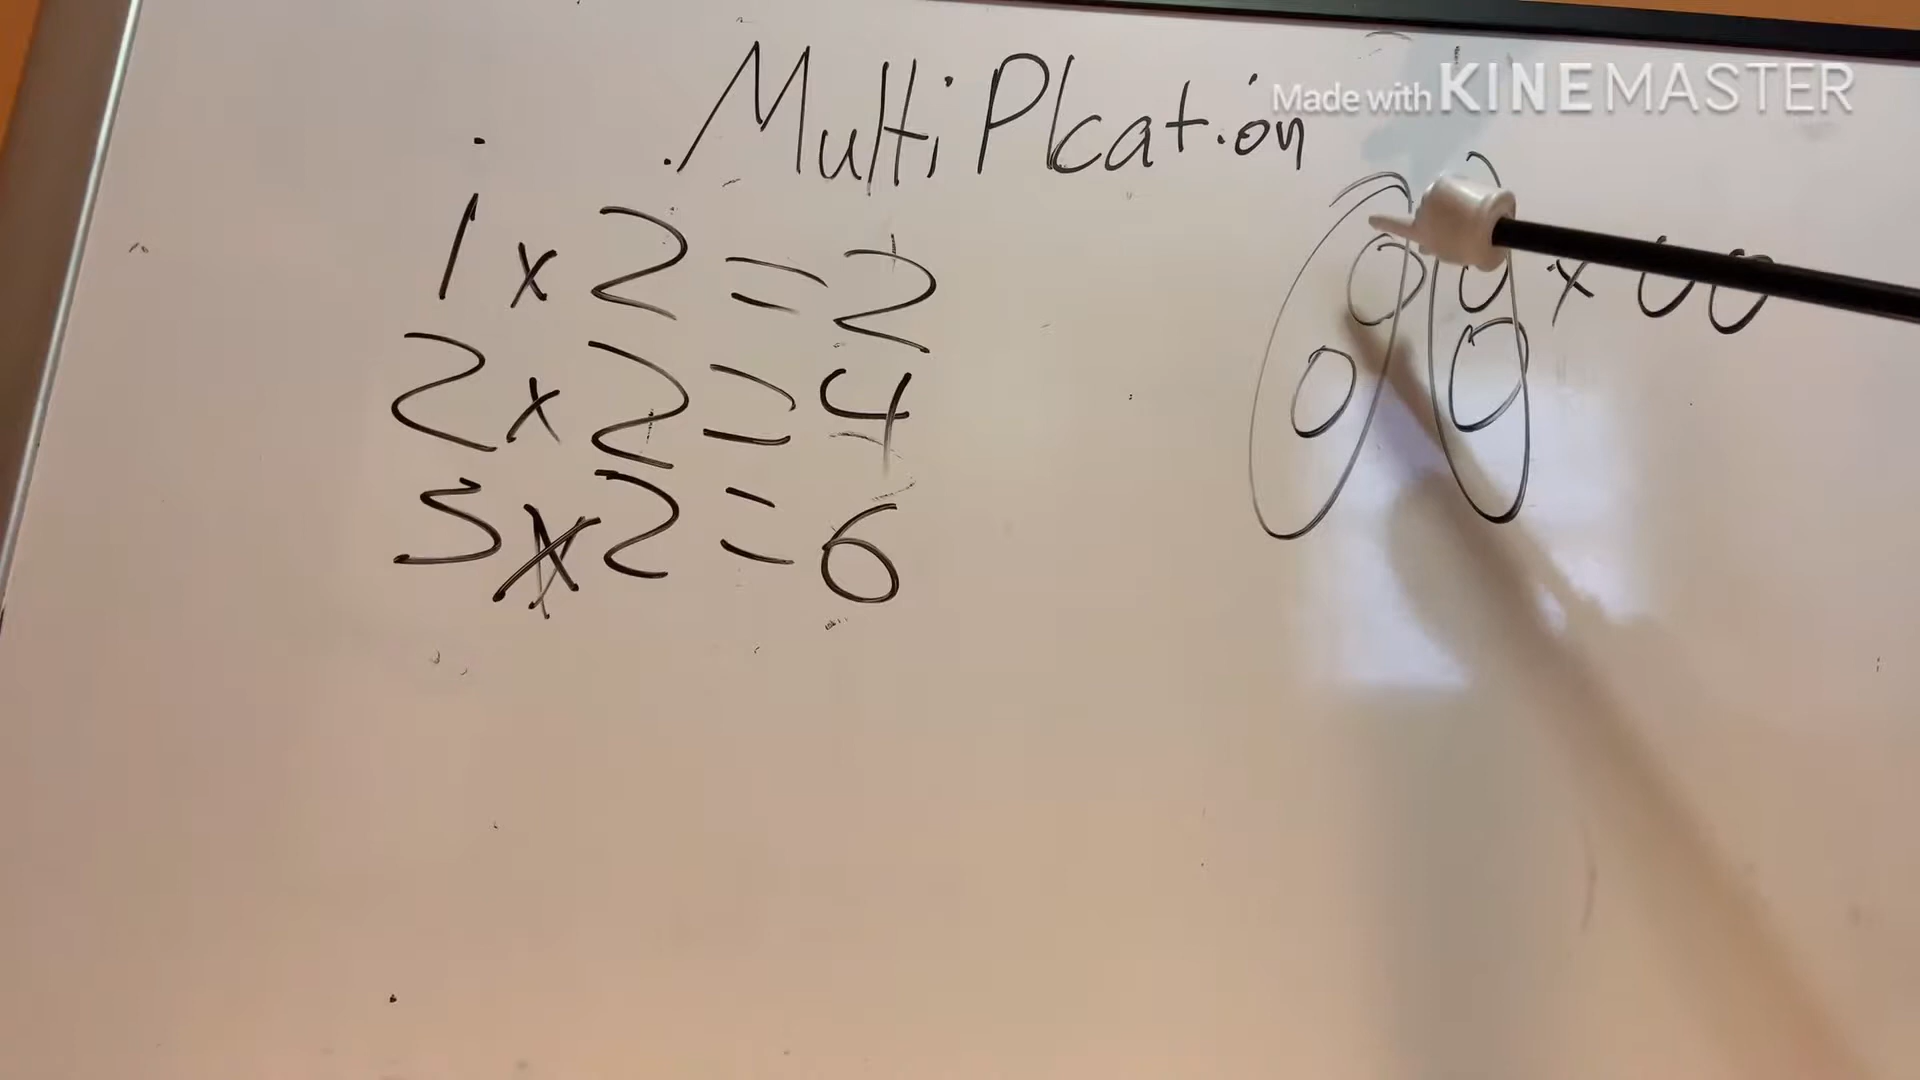 MultiPlcation
Made with KINEMASTER
1 x 2 = 2
2 x 2 = 4
3 x 2 = 6